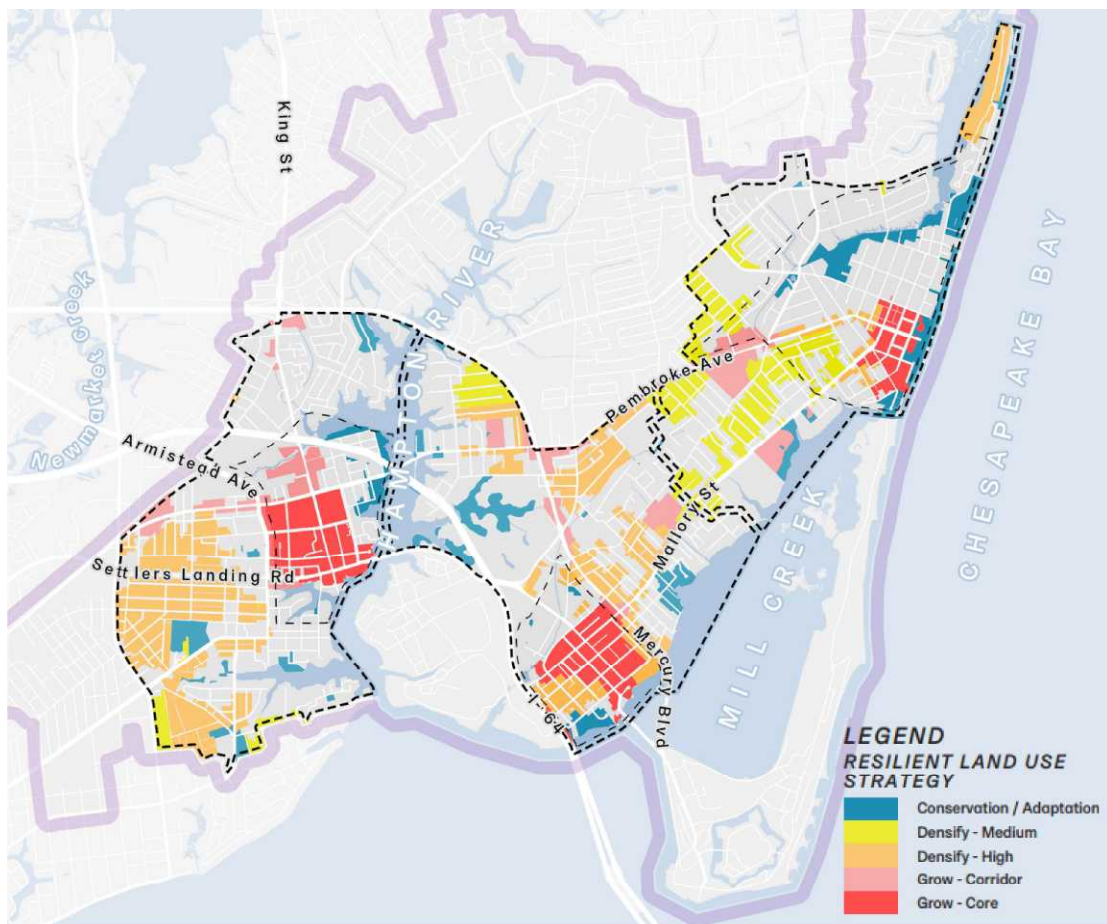 King St
Newmarket Creek
HAMPTON RIVER
Armistead Ave
Settlers Landing Rd
Pembroke Ave
Mallory St
Mercury Blvd
I-64
MILL CREEK
CHESAPEAKE BAY
LEGEND
RESILIENT LAND USE
STRATEGY
Conservation / Adaptation
Densify - Medium
Densify - High
Grow - Corridor
Grow - Core